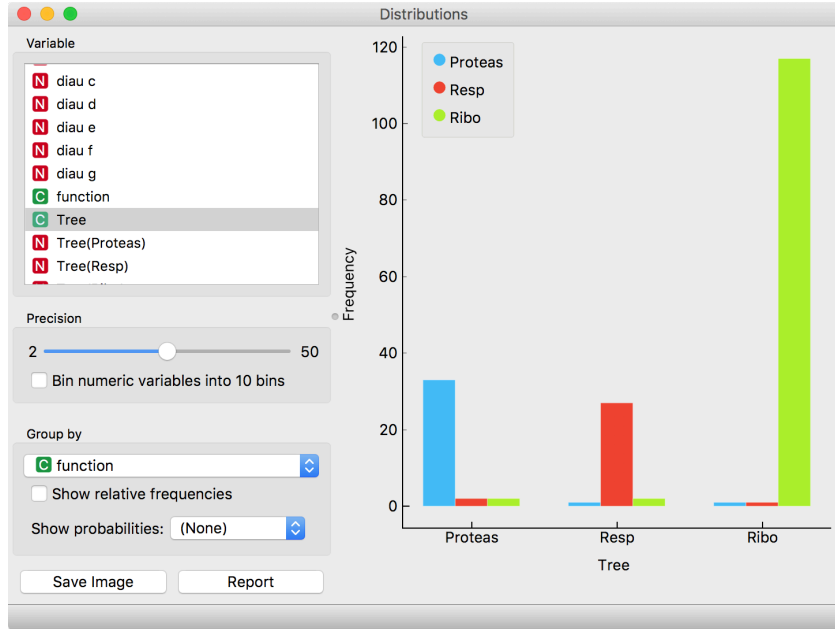 Distributions
Variable
N diau c
N diau d
N diau e
N diau f
N diau g
C function
C Tree
N Tree(Proteas)
N Tree(Resp)
Precision
2 50
Bin numeric variables into 10 bins
Group by
C function
Show relative frequencies
Show probabilities: (None)
Save Image Report
Frequency
120
100
80
60
40
20
0
Proteas
Resp
Ribo
Proteas Resp Ribo
Tree